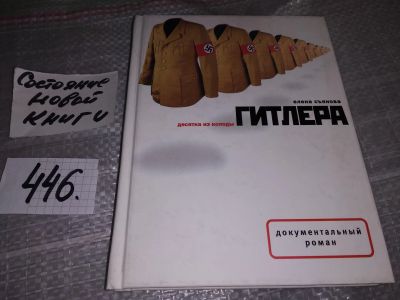 Состояние
новой
книги
446.
елена съянова
десятка из колоды
ГИТЛЕРА
документальный
роман